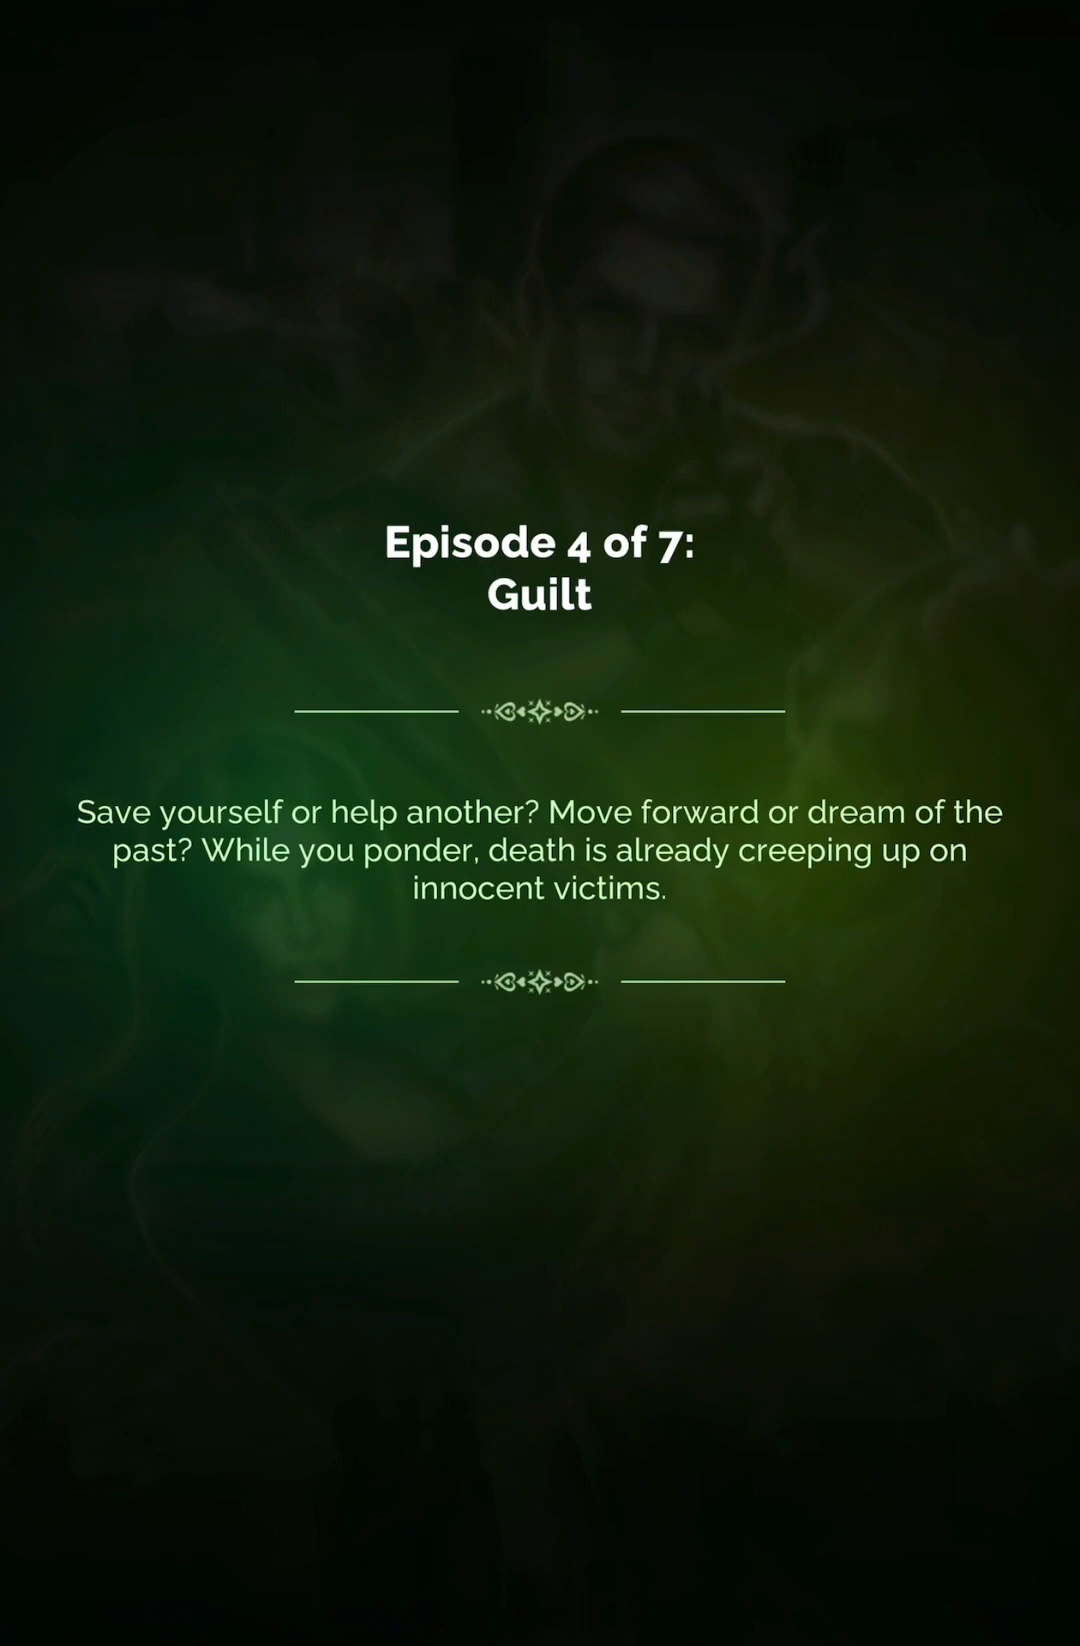 Episode 4 of 7:
Guilt
Save yourself or help another? Move forward or dream of the
past? While you ponder, death is already creeping up on
innocent victims.